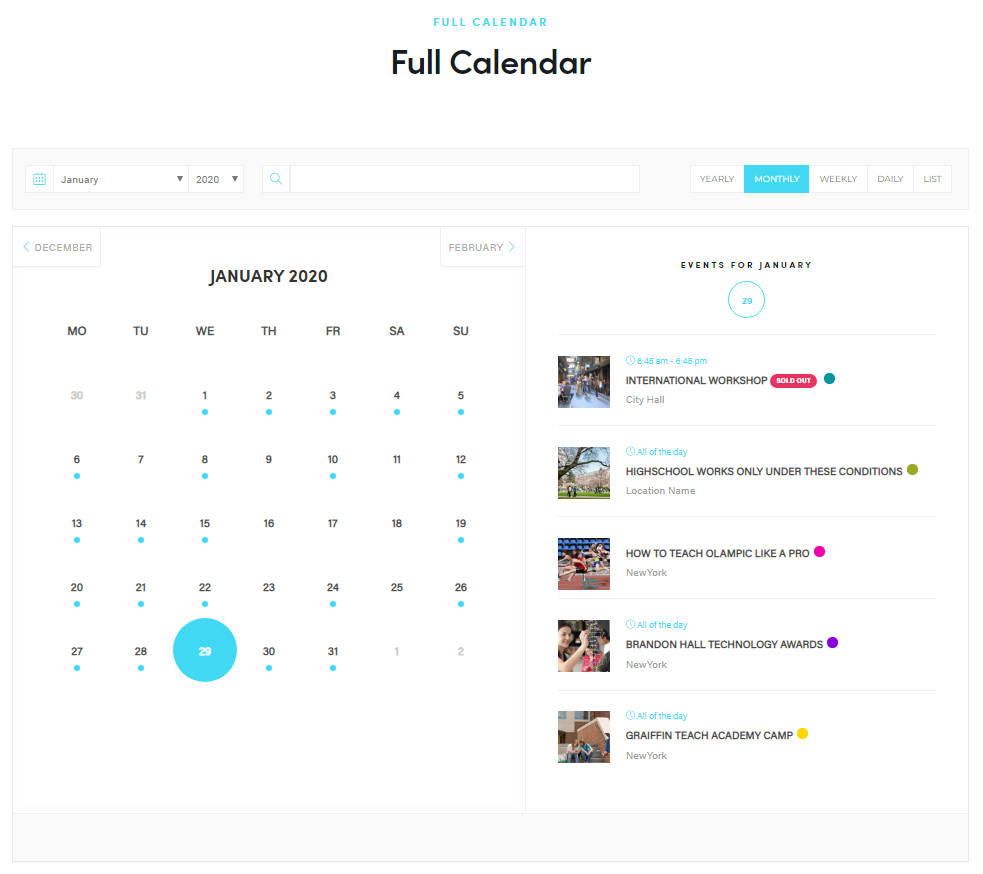 FULL CALENDAR
Full Calendar
January ▼ 2020 ▼ YEARLY MONTHLY WEEKLY DAILY LIST
DECEMBER FEBRUARY
JANUARY 2020
MO TU WE TH FR SA SU
30 31 1 2 3 4 5
6 7 8 9 10 11 12
13 14 15 16 17 18 19
20 21 22 23 24 25 26
27 28 29 30 31 1 2
EVENTS FOR JANUARY
29
8:45 am - 6:45 pm
INTERNATIONAL WORKSHOP SOLD OUT
City Hall
All of the day
HIGHSCHOOL WORKS ONLY UNDER THESE CONDITIONS
Location Name
HOW TO TEACH OLAMPIC LIKE A PRO
NewYork
All of the day
BRANDON HALL TECHNOLOGY AWARDS
NewYork
All of the day
GRAIFFIN TEACH ACADEMY CAMP
NewYork